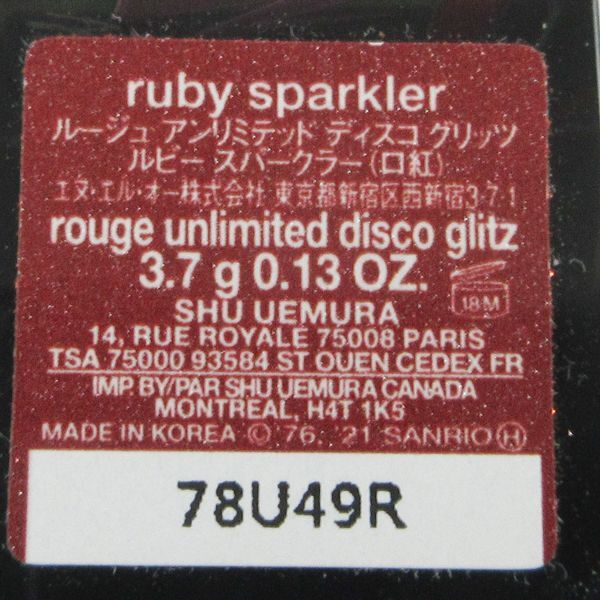 ruby sparkler
ルージュ アンリミテッド ディスコ グリッツ
ルビー スパークラー(口紅)
エヌ・エル・オー株式会社 東京都新宿区西新宿3-7-1
rouge unlimited disco glitz
3.7 g 0.13 OZ.
18M
SHU UEMURA
14, RUE ROYALE 75008 PARIS
TSA 75000 93584 ST OUEN CEDEX FR
IMP. BY/PAR SHU UEMURA CANADA
MONTREAL, H4T 1K5
MADE IN KOREA © '76, '21 SANRIO Ⓗ
78U49R